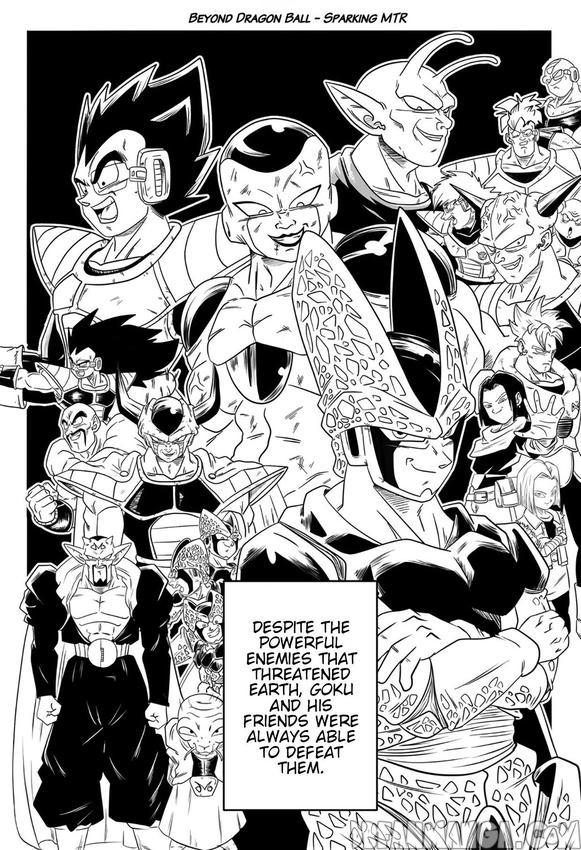 Beyond Dragon Ball - Sparking MTR
DESPITE THE
POWERFUL
ENEMIES THAT
THREATENED
EARTH, GOKU
AND HIS
FRIENDS WERE
ALWAYS ABLE
TO DEFEAT
THEM.